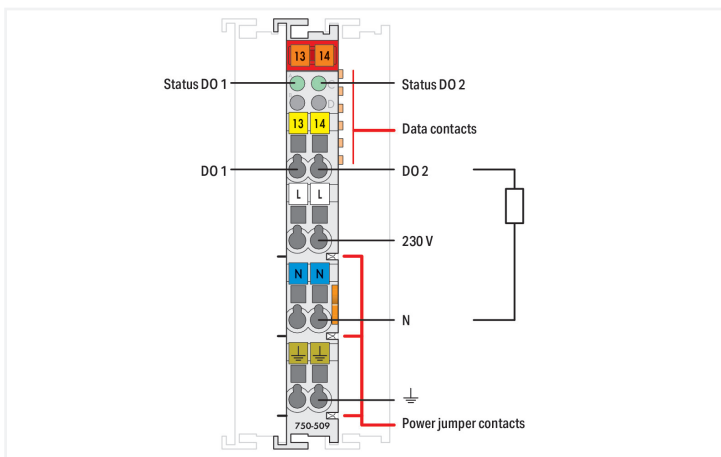 13 14
Status DO 1
C
Status DO 2
D
Data contacts
13 14
DO 1
DO 2
L L
230 V
N N
N
750-509
Power jumper contacts